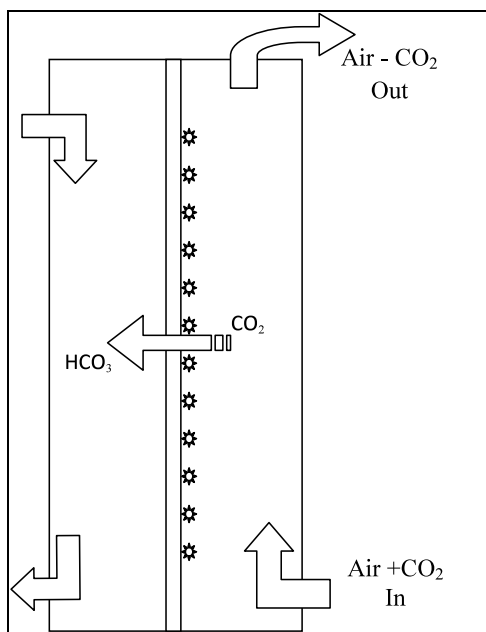 Air - CO₂
Out
CO₂
HCO₃
Air +CO₂
In